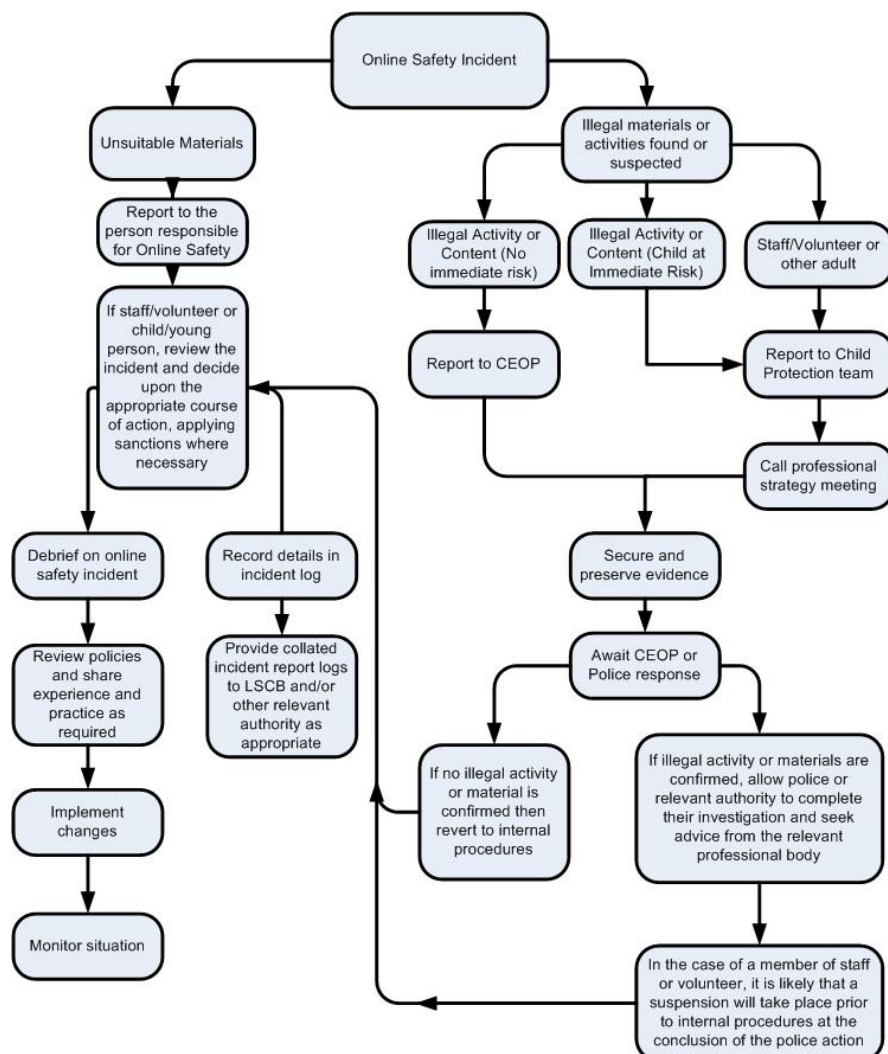 Online Safety Incident
Unsuitable Materials
Report to the
person responsible
for Online Safety
If staff/volunteer or
child/young
person, review the
incident and decide
upon the
appropriate course
of action, applying
sanctions where
necessary
Debrief on online
safety incident
Review policies
and share
experience and
practice as
required
Implement
changes
Monitor situation
Record details in
incident log
Provide collated
incident report logs
to LSCB and/or
other relevant
authority as
appropriate
Illegal materials or
activities found or
suspected
Illegal Activity or
Content (No
immediate risk)
Illegal Activity or
Content (Child at
Immediate Risk)
Staff/Volunteer or
other adult
Report to CEOP
Report to Child
Protection team
Call professional
strategy meeting
Secure and
preserve evidence
Await CEOP or
Police response
If no illegal activity
or material is
confirmed then
revert to internal
procedures
If illegal activity or materials are
confirmed, allow police or
relevant authority to complete
their investigation and seek
advice from the relevant
professional body
In the case of a member of staff
or volunteer, it is likely that a
suspension will take place prior
to internal procedures at the
conclusion of the police action